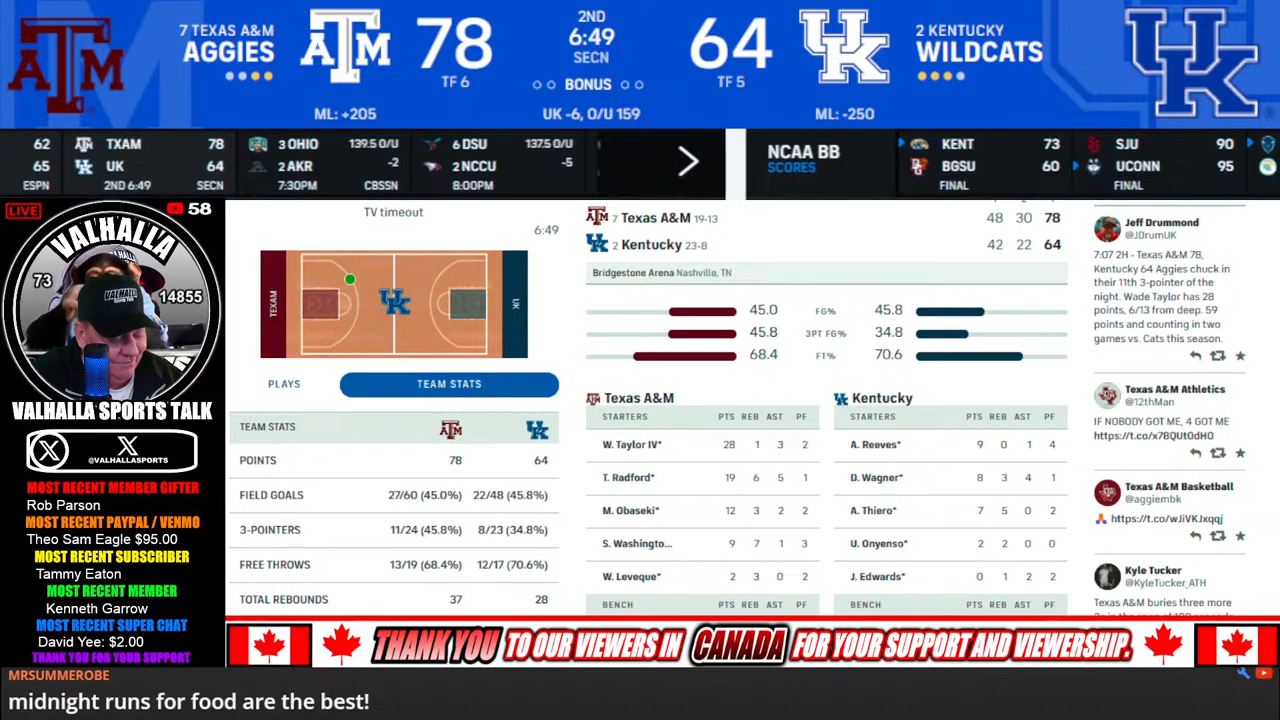 7 TEXAS A&M
AGGIES
ATM
78
TF 6
ML: +205
2ND
6:49
SECN
BONUS
UK -6, O/U 159
64
TF 5
2 KENTUCKY
WILDCATS
UK
ML: -250
62
65
ESPN
TXAM 78
UK 64
2ND 6:49 SECN
3 OHIO 139.5 O/U
2 AKR -2
7:30PM CBSSN
6 DSU 137.5 O/U
2 NCCU -5
8:00PM
NCAA BB
SCORES
KENT 73
BGSU 60
FINAL
SJU 90
UCONN 95
FINAL
LIVE
58
VALHALLA
73
14855
SPORTS TALK
VALHALLA SPORTS TALK
X
@VALHALLASPORTS
MOST RECENT MEMBER GIFTER
Rob Parson
MOST RECENT PAYPAL / VENMO
Theo Sam Eagle $95.00
MOST RECENT SUBSCRIBER
Tammy Eaton
MOST RECENT MEMBER
Kenneth Garrow
MOST RECENT SUPER CHAT
David Yee: $2.00
THANK YOU FOR YOUR SUPPORT
TV timeout
6:49
TEXAM
UK
PLAYS
TEAM STATS
TEAM STATS
POINTS 78 64
FIELD GOALS 27/60 (45.0%) 22/48 (45.8%)
3-POINTERS 11/24 (45.8%) 8/23 (34.8%)
FREE THROWS 13/19 (68.4%) 12/17 (70.6%)
TOTAL REBOUNDS 37 28
7 Texas A&M 19-13 48 30 78
2 Kentucky 23-8 42 22 64
Bridgestone Arena Nashville, TN
45.0 FG% 45.8
45.8 3PT FG% 34.8
68.4 FT% 70.6
Texas A&M
STARTERS PTS REB AST PF
W. Taylor IV* 28 1 3 2
T. Radford* 19 6 5 1
M. Obaseki* 12 3 2 2
S. Washingto... 9 7 1 3
W. Leveque* 2 3 0 2
BENCH PTS REB AST PF
Kentucky
STARTERS PTS REB AST PF
A. Reeves* 9 0 1 4
D. Wagner* 8 3 4 1
A. Thiero* 7 5 0 2
U. Onyenso* 2 2 0 0
J. Edwards* 0 1 2 2
BENCH PTS REB AST PF
Jeff Drummond
@JDrumUK
7:07 2H - Texas A&M 78,
Kentucky 64 Aggies chuck in
their 11th 3-pointer of the
night. Wade Taylor has 28
points, 6/13 from deep. 59
points and counting in two
games vs. Cats this season.
Texas A&M Athletics
@12thMan
IF NOBODY GOT ME, 4 GOT ME
https://t.co/x78QUtOdHO
Texas A&M Basketball
@aggiembk
https://t.co/wJiVKJxqqj
Kyle Tucker
@KyleTucker_ATH
Texas A&M buries three more
THANK YOU TO OUR VIEWERS IN CANADA FOR YOUR SUPPORT AND VIEWERSHIP.
MRSUMMEROBE
midnight runs for food are the best!